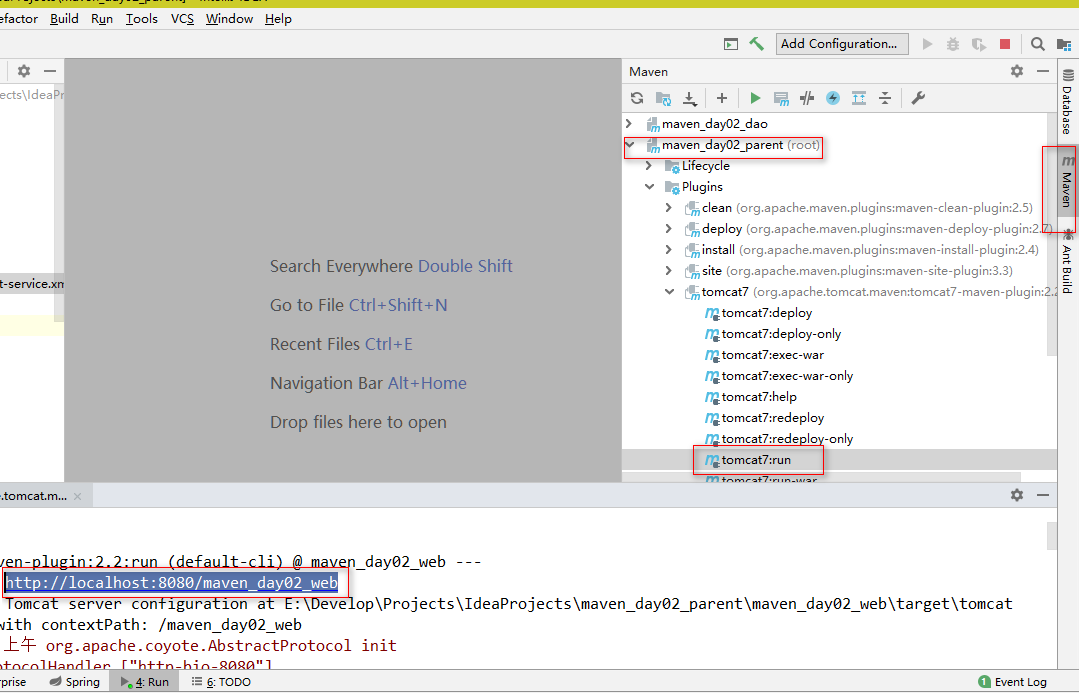 efactor Build Run Tools VCS Window Help
Add Configuration...
Maven
ects\IdeaPr
Database
maven_day02_dao
maven_day02_parent (root)
Lifecycle
Plugins
Maven
clean (org.apache.maven.plugins:maven-clean-plugin:2.5)
deploy (org.apache.maven.plugins:maven-deploy-plugin:2.7)
install (org.apache.maven.plugins:maven-install-plugin:2.4)
site (org.apache.maven.plugins:maven-site-plugin:3.3)
Ant Build
t-service.xm
tomcat7 (org.apache.tomcat.maven:tomcat7-maven-plugin:2.2
tomcat7:deploy
tomcat7:deploy-only
tomcat7:exec-war
tomcat7:exec-war-only
tomcat7:help
tomcat7:redeploy
tomcat7:redeploy-only
tomcat7:run
tomcat7:run-war
Search Everywhere Double Shift
Go to File Ctrl+Shift+N
Recent Files Ctrl+E
Navigation Bar Alt+Home
Drop files here to open
.tomcat.m...
ven-plugin:2.2:run (default-cli) @ maven_day02_web ---
http://localhost:8080/maven_day02_web
Tomcat server configuration at E:\Develop\Projects\IdeaProjects\maven_day02_parent\maven_day02_web\target\tomcat
with contextPath: /maven_day02_web
上午 org.apache.coyote.AbstractProtocol init
otocolHandler ["http-bio-8080"]
rprise Spring 4: Run 6: TODO 1 Event Log